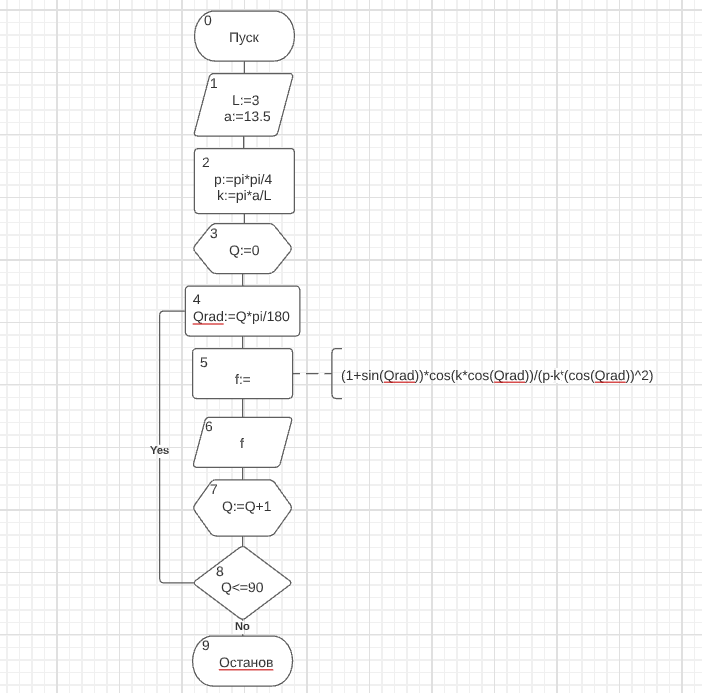 0
Пуск
1
L:=3
a:=13.5
2
p:=pi*pi/4
k:=pi*a/L
3
Q:=0
4
Qrad:=Q*pi/180
5
f:=
(1+sin(Qrad))*cos(k*cos(Qrad))/(p-k*(cos(Qrad))^2)
6
f
Yes
7
Q:=Q+1
8
Q<=90
No
9
Останов